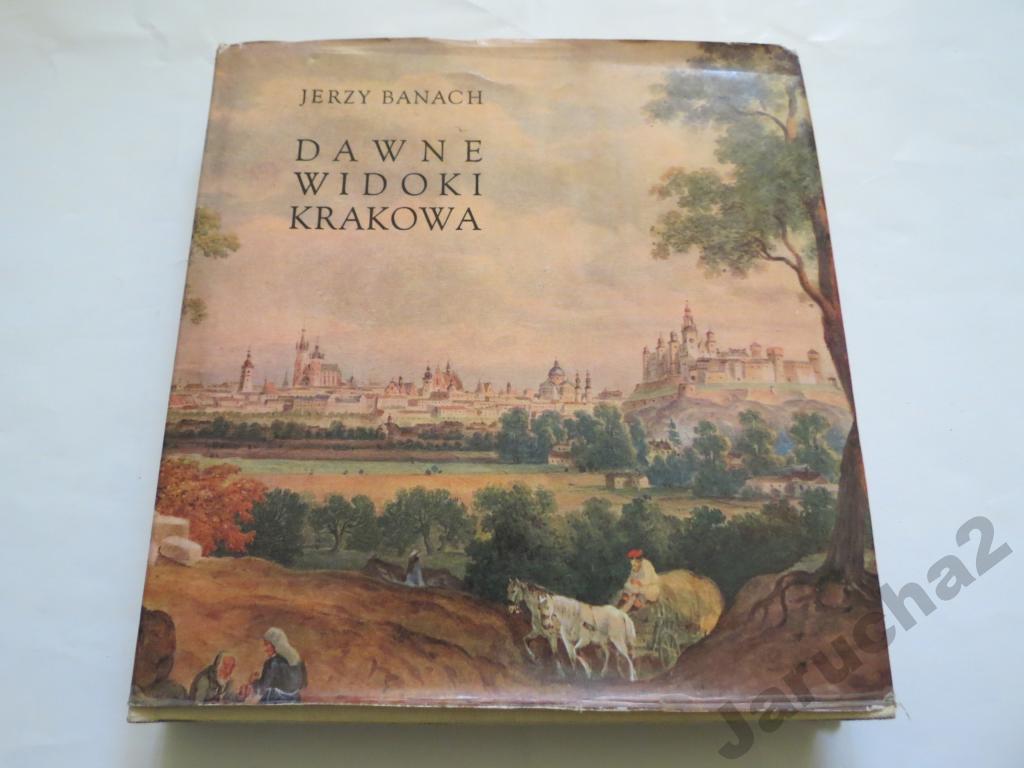 JERZY BANACH
DAWNE
WIDOKI
KRAKOWA
Jarucha2